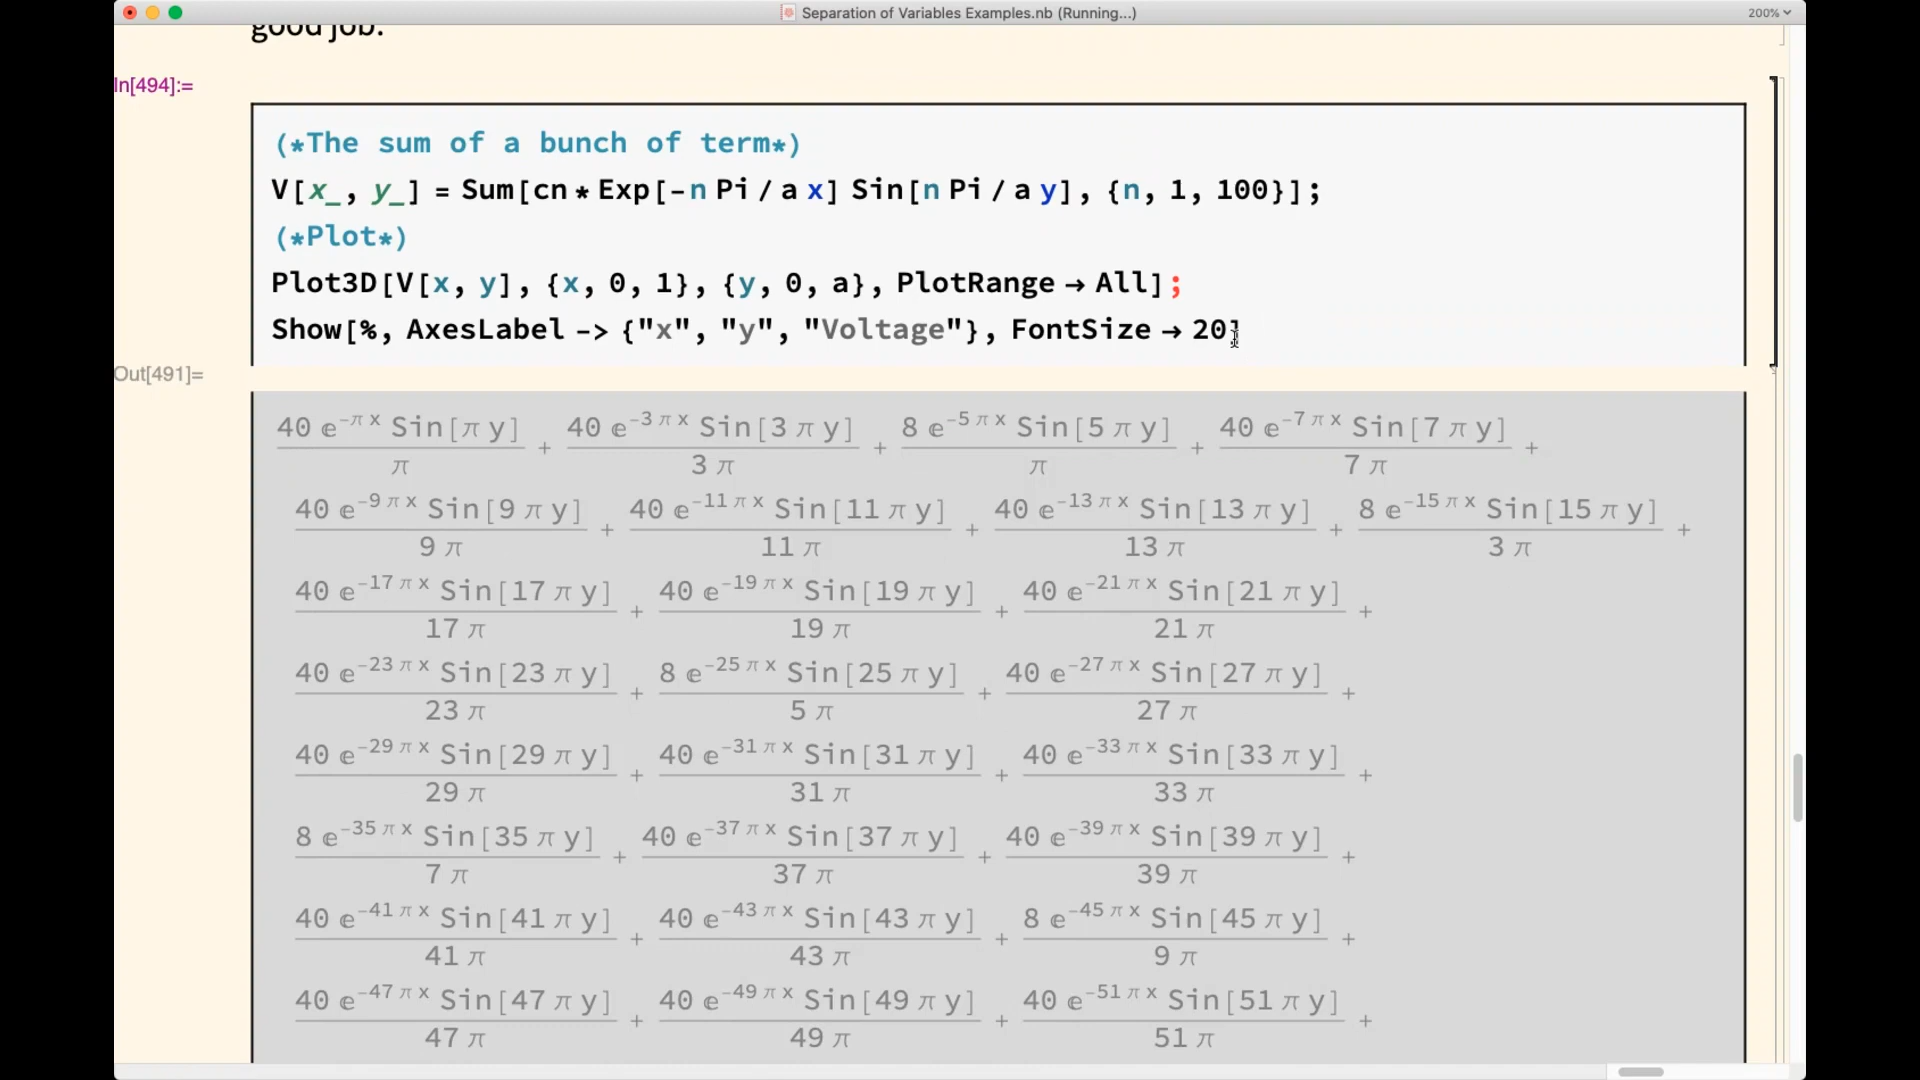 Separation of Variables Examples.nb (Running...)
200%
good job.
In[494]:=
(*The sum of a bunch of term*)
V[x_, y_] = Sum[cn * Exp[-n Pi / a x] Sin[n Pi / a y], {n, 1, 100}];
(*Plot*)
Plot3D[V[x, y], {x, 0, 1}, {y, 0, a}, PlotRange → All];
Show[%, AxesLabel -> {"x", "y", "Voltage"}, FontSize → 20]
Out[491]=
40 ⅇ^(-π x) Sin[π y] / π + 40 ⅇ^(-3 π x) Sin[3 π y] / 3 π + 8 ⅇ^(-5 π x) Sin[5 π y] / π + 40 ⅇ^(-7 π x) Sin[7 π y] / 7 π +
40 ⅇ^(-9 π x) Sin[9 π y] / 9 π + 40 ⅇ^(-11 π x) Sin[11 π y] / 11 π + 40 ⅇ^(-13 π x) Sin[13 π y] / 13 π + 8 ⅇ^(-15 π x) Sin[15 π y] / 3 π +
40 ⅇ^(-17 π x) Sin[17 π y] / 17 π + 40 ⅇ^(-19 π x) Sin[19 π y] / 19 π + 40 ⅇ^(-21 π x) Sin[21 π y] / 21 π +
40 ⅇ^(-23 π x) Sin[23 π y] / 23 π + 8 ⅇ^(-25 π x) Sin[25 π y] / 5 π + 40 ⅇ^(-27 π x) Sin[27 π y] / 27 π +
40 ⅇ^(-29 π x) Sin[29 π y] / 29 π + 40 ⅇ^(-31 π x) Sin[31 π y] / 31 π + 40 ⅇ^(-33 π x) Sin[33 π y] / 33 π +
8 ⅇ^(-35 π x) Sin[35 π y] / 7 π + 40 ⅇ^(-37 π x) Sin[37 π y] / 37 π + 40 ⅇ^(-39 π x) Sin[39 π y] / 39 π +
40 ⅇ^(-41 π x) Sin[41 π y] / 41 π + 40 ⅇ^(-43 π x) Sin[43 π y] / 43 π + 8 ⅇ^(-45 π x) Sin[45 π y] / 9 π +
40 ⅇ^(-47 π x) Sin[47 π y] / 47 π + 40 ⅇ^(-49 π x) Sin[49 π y] / 49 π + 40 ⅇ^(-51 π x) Sin[51 π y] / 51 π +